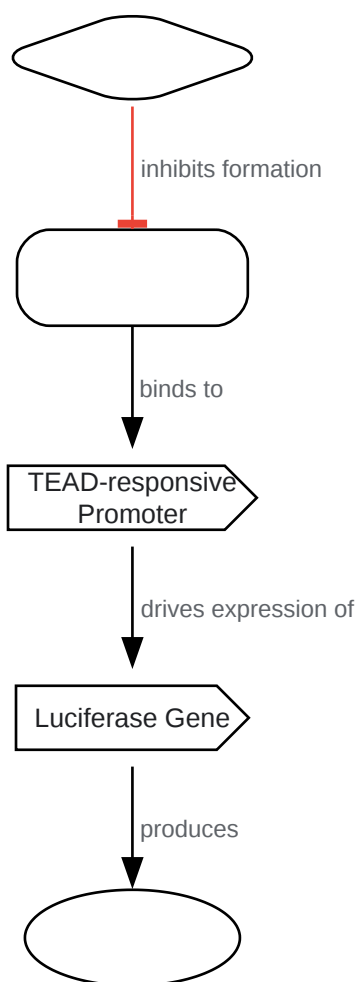 inhibits formation
binds to
TEAD-responsive
Promoter
drives expression of
Luciferase Gene
produces